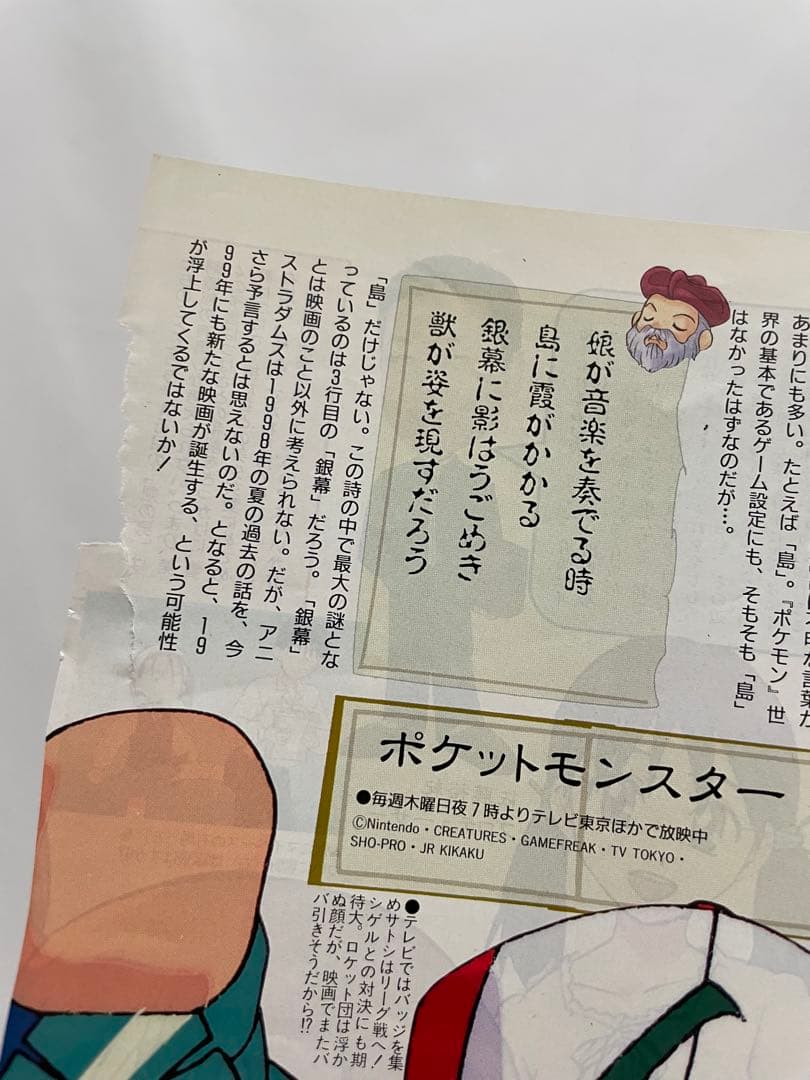 あまりにも多い。たとえば「島」。『ポケモン』世
界の基本であるゲーム設定にも、そもそも「島」
はなかったはずなのだが…。
娘が音楽を奏でる時
島に霞がかかる
銀幕に影はうごめき
獣が姿を現すだろう
「島」だけじゃない。この詩の中で最大の謎とな
っているのは3行目の「銀幕」だろう。「銀幕」
とは映画のこと以外に考えられない。だが、アニ
ストラダムスは1998年の夏の過去の話を、今
さら予言するとは思えないのだ。となると、19
99年にも新たな映画が誕生する、という可能性
が浮上してくるではないか！
ポケットモンスター
●毎週木曜日夜7時よりテレビ東京ほかで放映中
©Nintendo・CREATURES・GAMEFREAK・TV TOKYO・
SHO-PRO・JR KIKAKU
●テレビではバッジを集
めサトシはリーグ戦へ！
シゲルとの対決にも期
待大。ロケット団は浮か
ぬ顔だが、映画でまたバ
バ引きそうだから!?